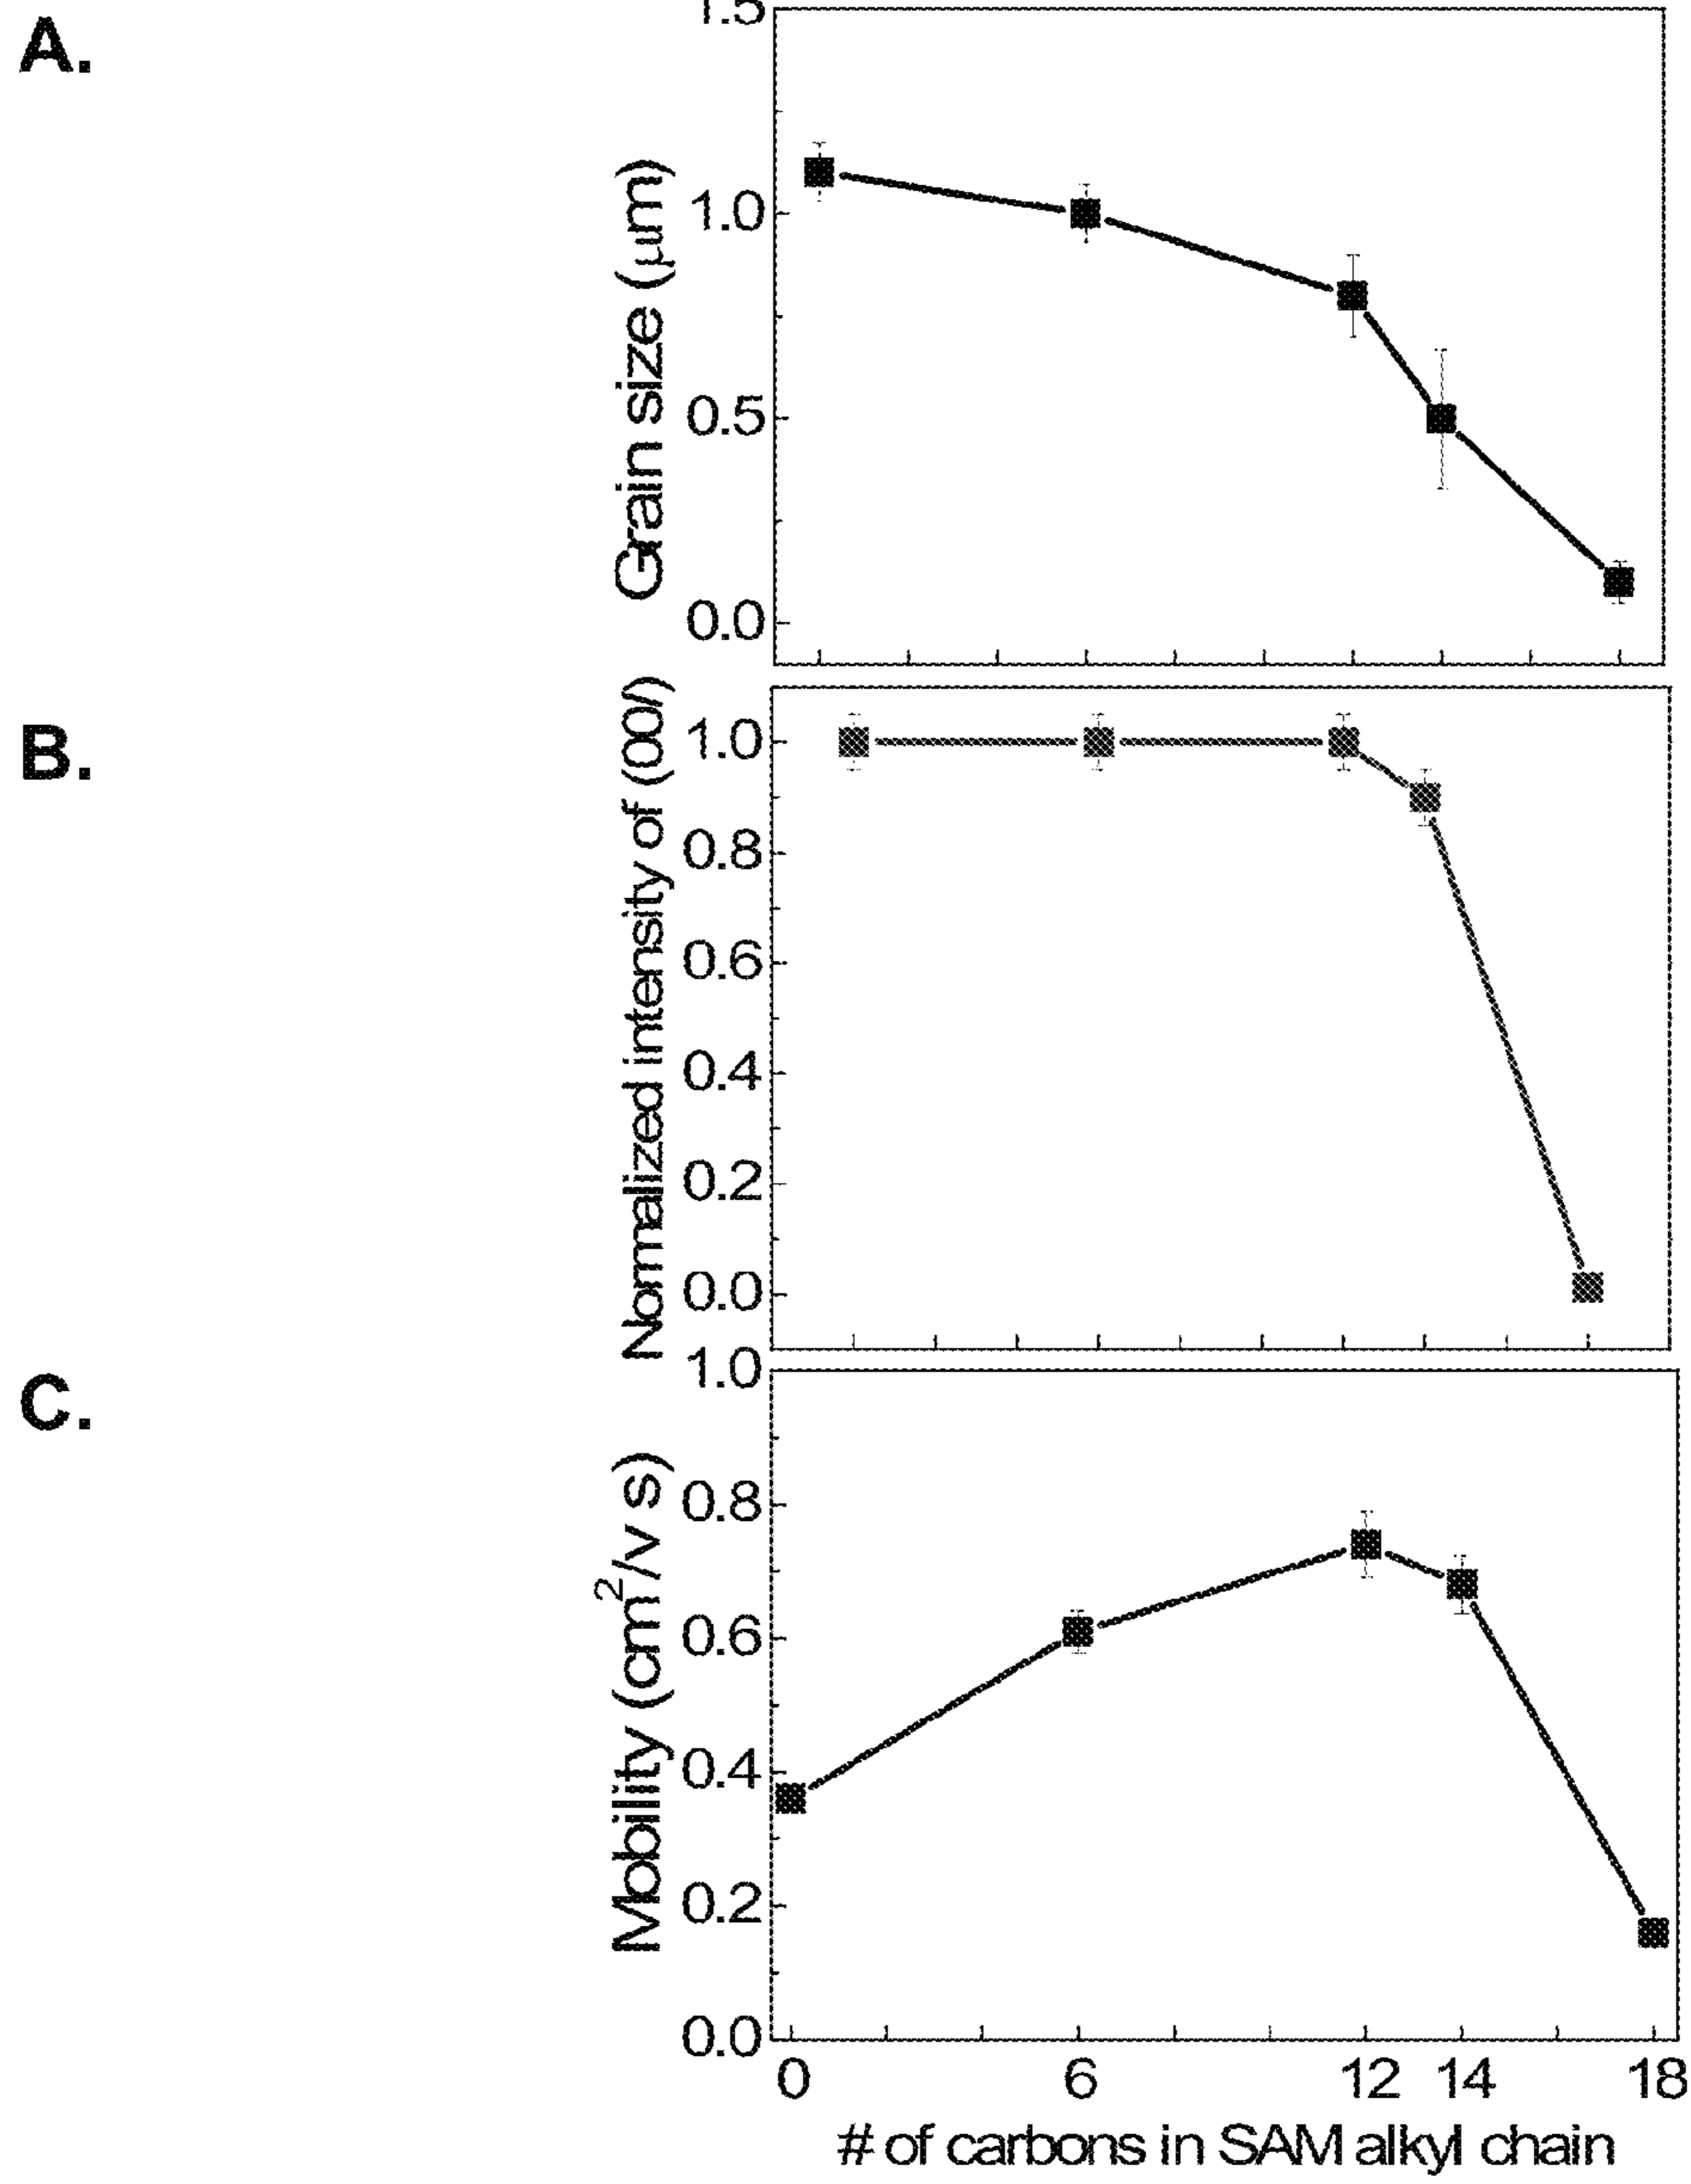 A.
1.5
1.0
0.5
0.0
Grain size (μm)
B.
1.0
0.8
0.6
0.4
0.2
0.0
Normalized intensity of (00l)
C.
1.0
0.8
0.6
0.4
0.2
0.0
Mobility (cm²/v s)
0 6 12 14 18
# of carbons in SAM alkyl chain